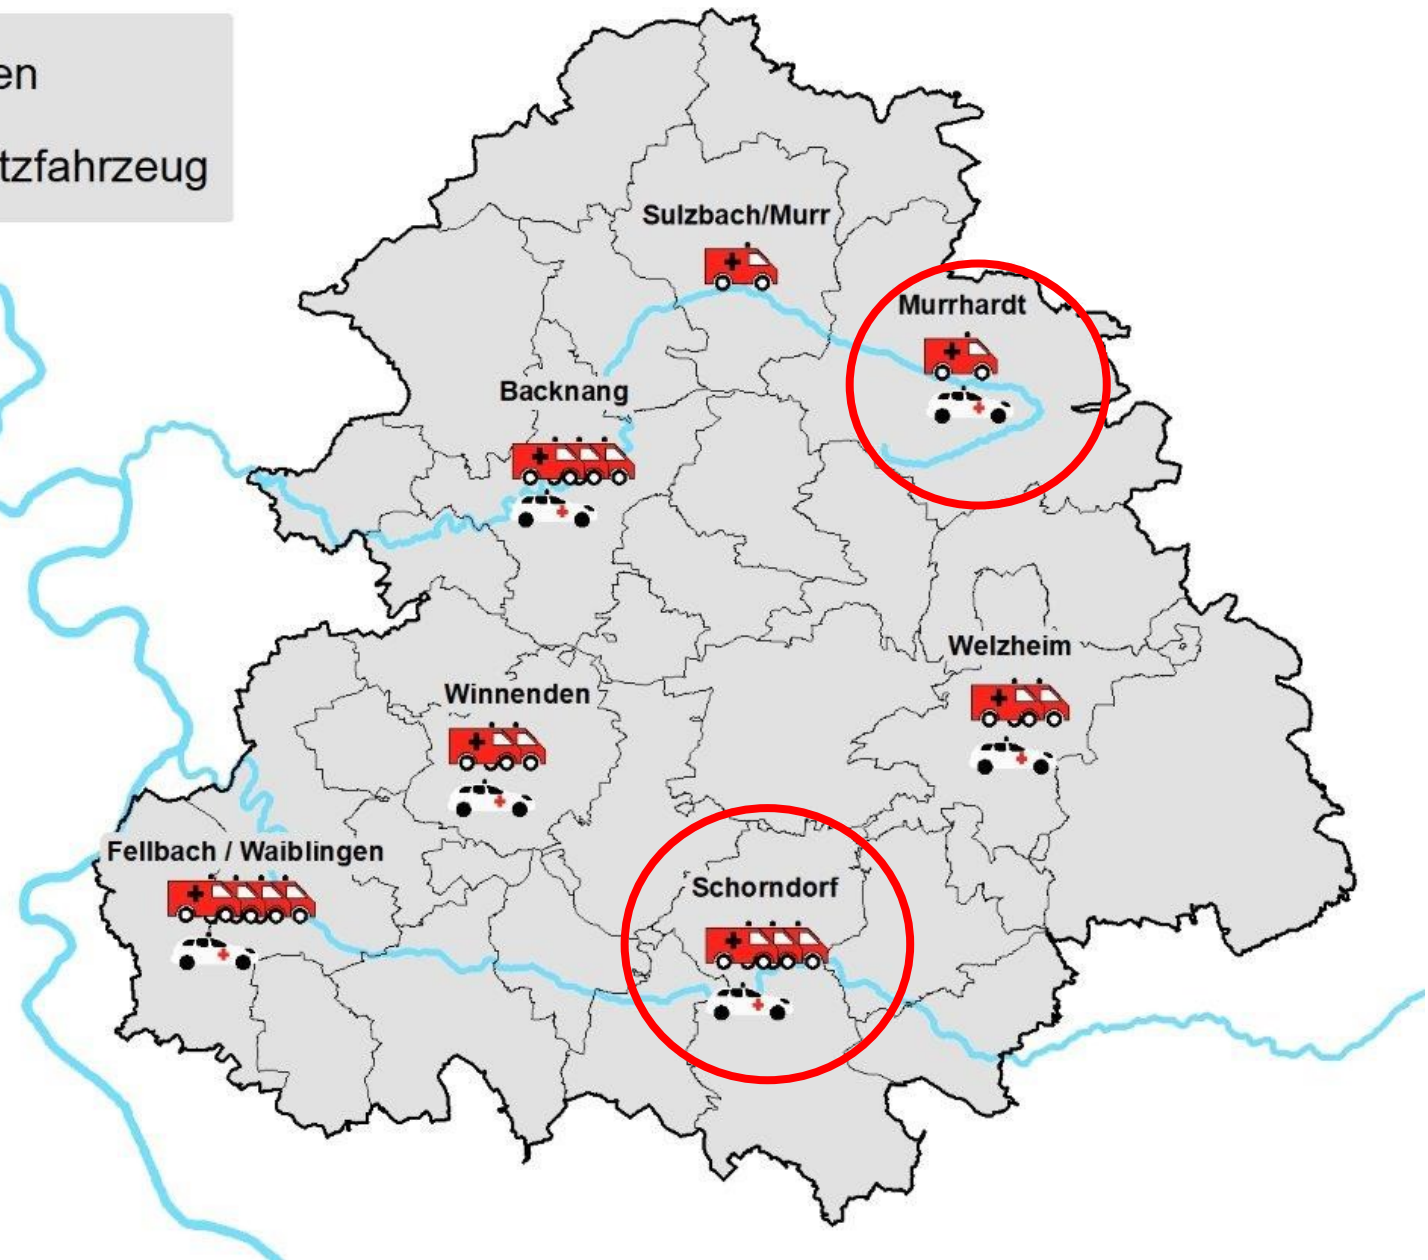 en
tzfahrzeug
Sulzbach/Murr
Murrhardt
Backnang
Welzheim
Winnenden
Fellbach / Waiblingen
Schorndorf